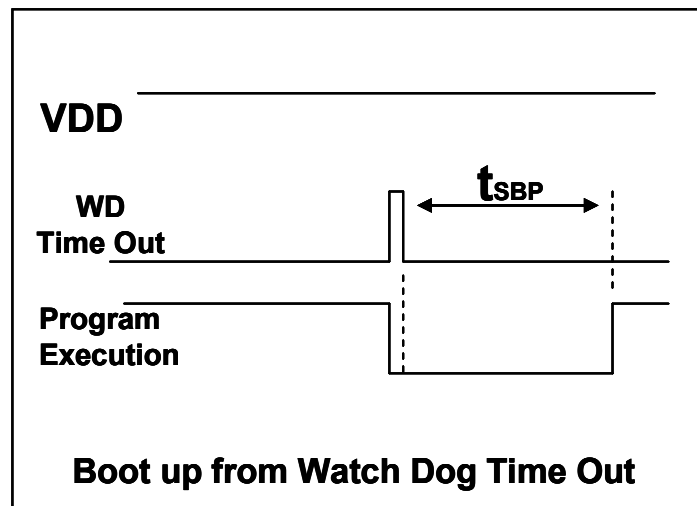 VDD
tSBP
WD
Time Out
Program
Execution
Boot up from Watch Dog Time Out